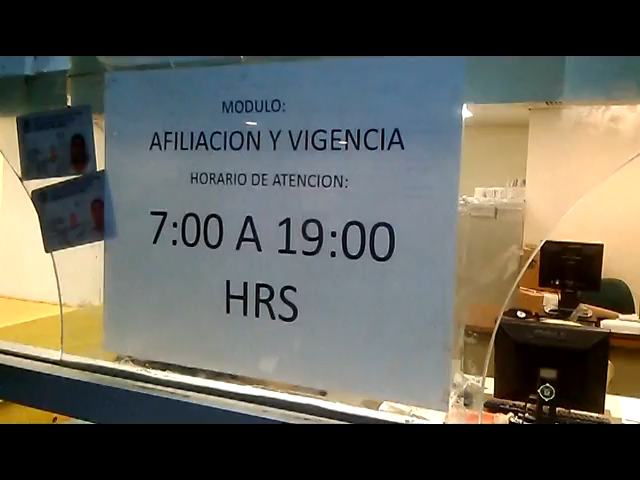 MODULO:
AFILIACION Y VIGENCIA
HORARIO DE ATENCION:
7:00 A 19:00
HRS